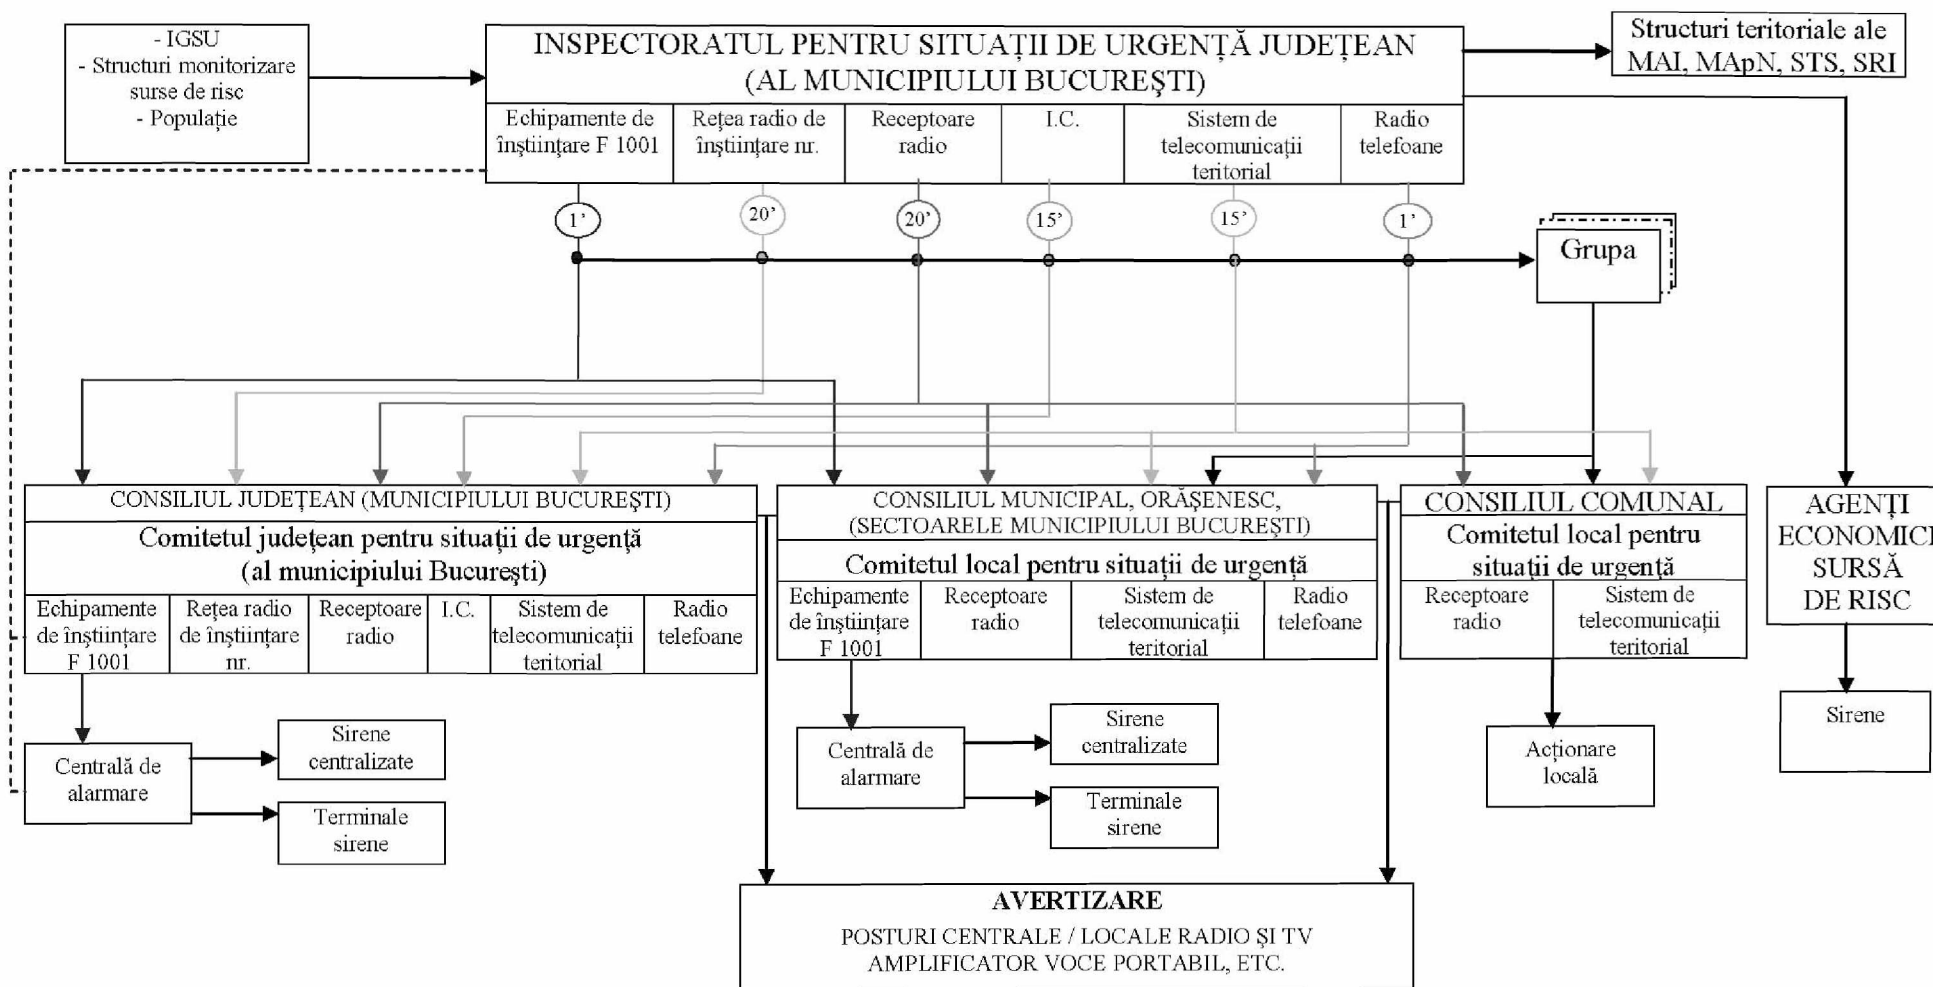 - IGSU
- Structuri monitorizare
surse de risc
- Populație
INSPECTORATUL PENTRU SITUAȚII DE URGENȚĂ JUDEȚEAN
(AL MUNICIPIULUI BUCUREȘTI)
Structuri teritoriale ale
MAI, MApN, STS, SRI
Echipamente de
înștiințare F 1001
Rețea radio de
înștiințare nr.
Receptoare
radio
I.C.
Sistem de
telecomunicații
teritorial
Radio
telefoane
1’
20’
20’
15’
15’
1’
Grupa
CONSILIUL JUDEȚEAN (MUNICIPIULUI BUCUREȘTI)
Comitetul județean pentru situații de urgență
(al municipiului București)
Echipamente
de înștiințare
F 1001
Rețea radio
de înștiințare
nr.
Receptoare
radio
I.C.
Sistem de
telecomunicații
teritorial
Radio
telefoane
CONSILIUL MUNICIPAL, ORĂȘENESC,
(SECTOARELE MUNICIPIULUI BUCUREȘTI)
Comitetul local pentru situații de urgență
Echipamente
de înștiințare
F 1001
Receptoare
radio
Sistem de
telecomunicații
teritorial
Radio
telefoane
CONSILIUL COMUNAL
Comitetul local pentru
situații de urgență
Receptoare
radio
Sistem de
telecomunicații
teritorial
AGENȚI
ECONOMICI
SURSĂ
DE RISC
Centrală de
alarmare
Sirene
centralizate
Terminale
sirene
Centrală de
alarmare
Sirene
centralizate
Terminale
sirene
Acționare
locală
Sirene
AVERTIZARE
POSTURI CENTRALE / LOCALE RADIO ȘI TV
AMPLIFICATOR VOCE PORTABIL, ETC.